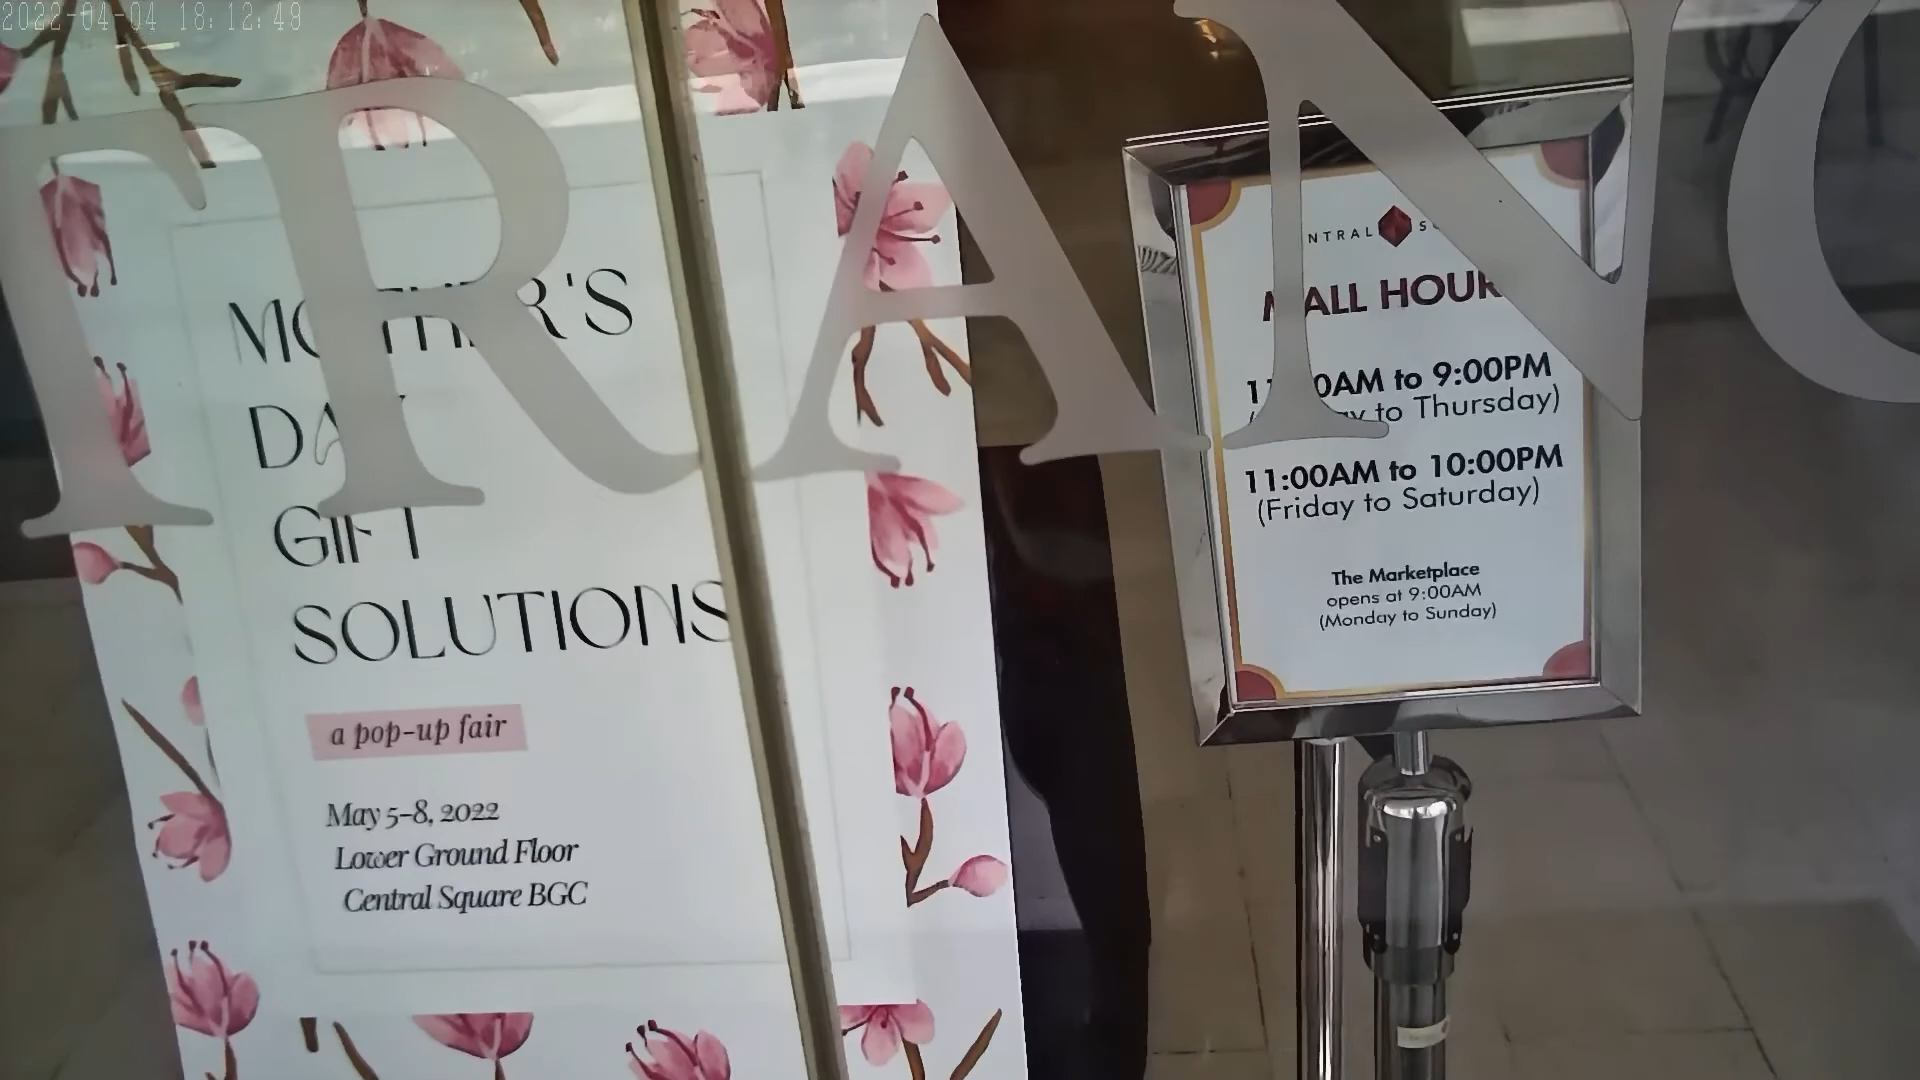 2022-04-04 18:12:48
TRANC
MOTHER'S
DAY
GIFT
SOLUTIONS
a pop-up fair
May 5-8, 2022
Lower Ground Floor
Central Square BGC
NTRAL S
MALL HOUR
11:00AM to 9:00PM
to Thursday)
11:00AM to 10:00PM
(Friday to Saturday)
The Marketplace
opens at 9:00AM
(Monday to Sunday)